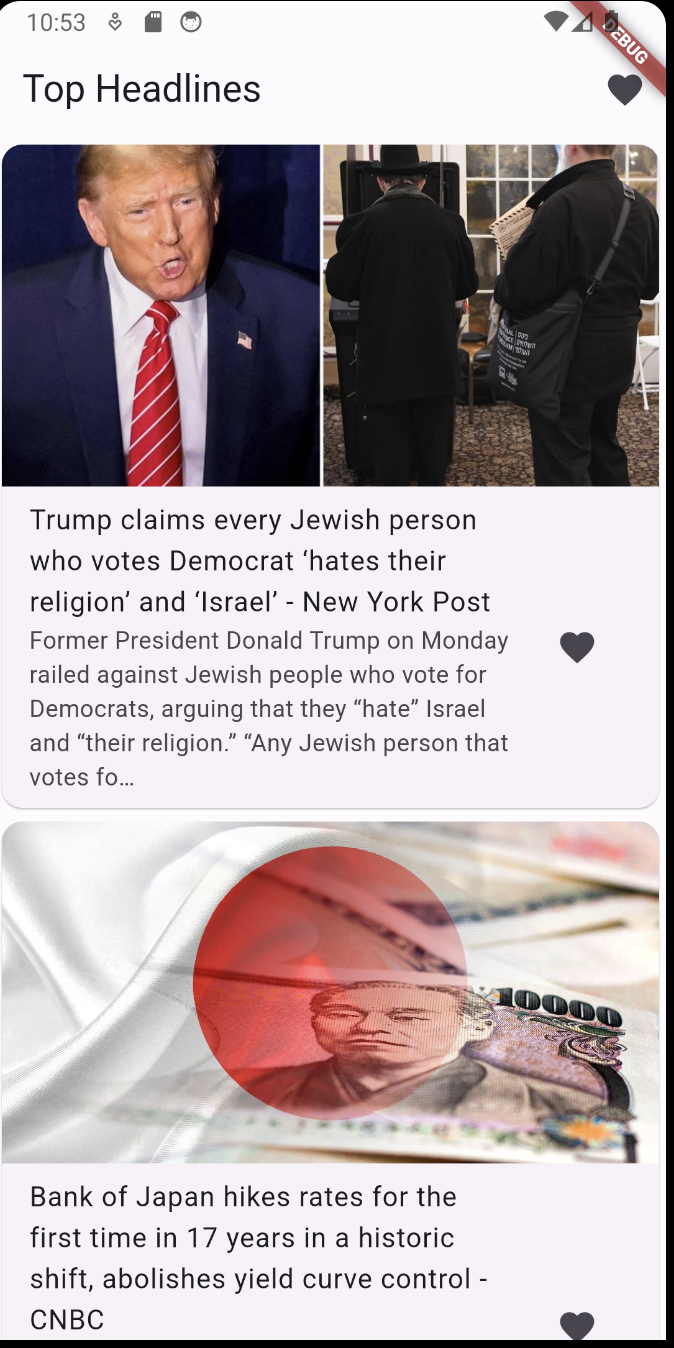 10:53
DEBUG
Top Headlines
Trump claims every Jewish person
who votes Democrat ‘hates their
religion’ and ‘Israel’ - New York Post
Former President Donald Trump on Monday
railed against Jewish people who vote for
Democrats, arguing that they “hate” Israel
and “their religion.” “Any Jewish person that
votes fo…
10000
Bank of Japan hikes rates for the
first time in 17 years in a historic
shift, abolishes yield curve control -
CNBC